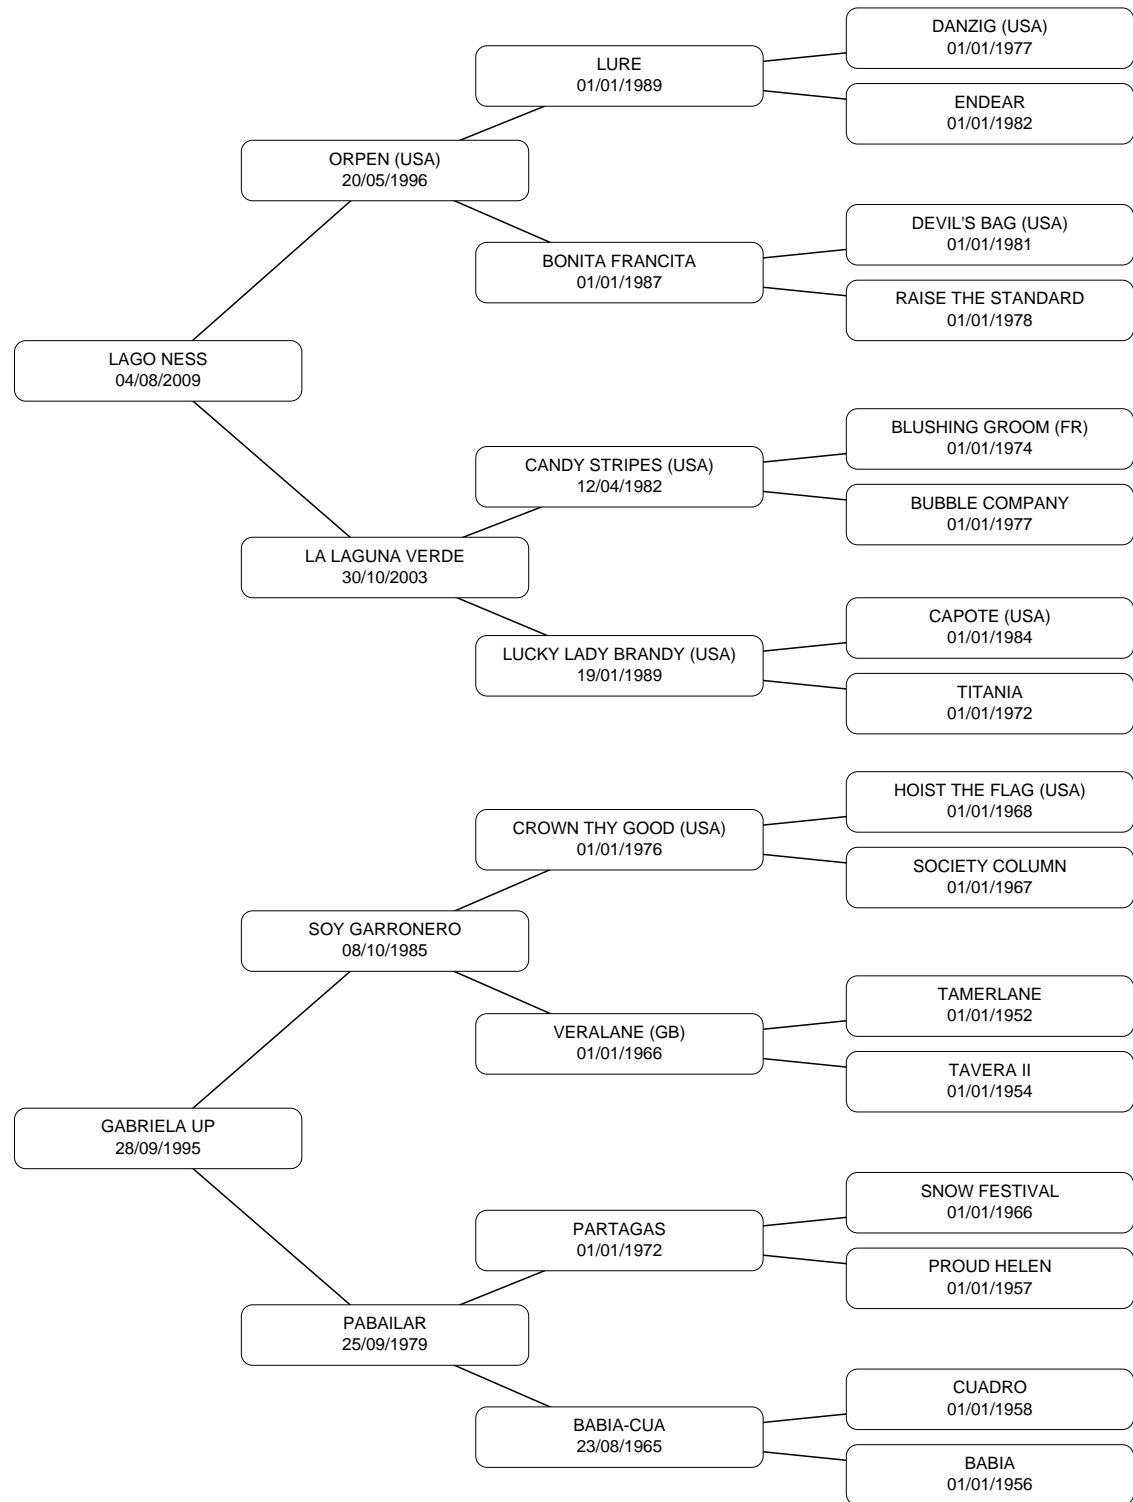 DANZIG (USA)
01/01/1977
LURE
01/01/1989
ENDEAR
01/01/1982
ORPEN (USA)
20/05/1996
DEVIL'S BAG (USA)
01/01/1981
BONITA FRANCITA
01/01/1987
RAISE THE STANDARD
01/01/1978
LAGO NESS
04/08/2009
BLUSHING GROOM (FR)
01/01/1974
CANDY STRIPES (USA)
12/04/1982
BUBBLE COMPANY
01/01/1977
LA LAGUNA VERDE
30/10/2003
CAPOTE (USA)
01/01/1984
LUCKY LADY BRANDY (USA)
19/01/1989
TITANIA
01/01/1972
HOIST THE FLAG (USA)
01/01/1968
CROWN THY GOOD (USA)
01/01/1976
SOCIETY COLUMN
01/01/1967
SOY GARRONERO
08/10/1985
TAMERLANE
01/01/1952
VERALANE (GB)
01/01/1966
TAVERA II
01/01/1954
GABRIELA UP
28/09/1995
SNOW FESTIVAL
01/01/1966
PARTAGAS
01/01/1972
PROUD HELEN
01/01/1957
PABAILAR
25/09/1979
CUADRO
01/01/1958
BABIA-CUA
23/08/1965
BABIA
01/01/1956